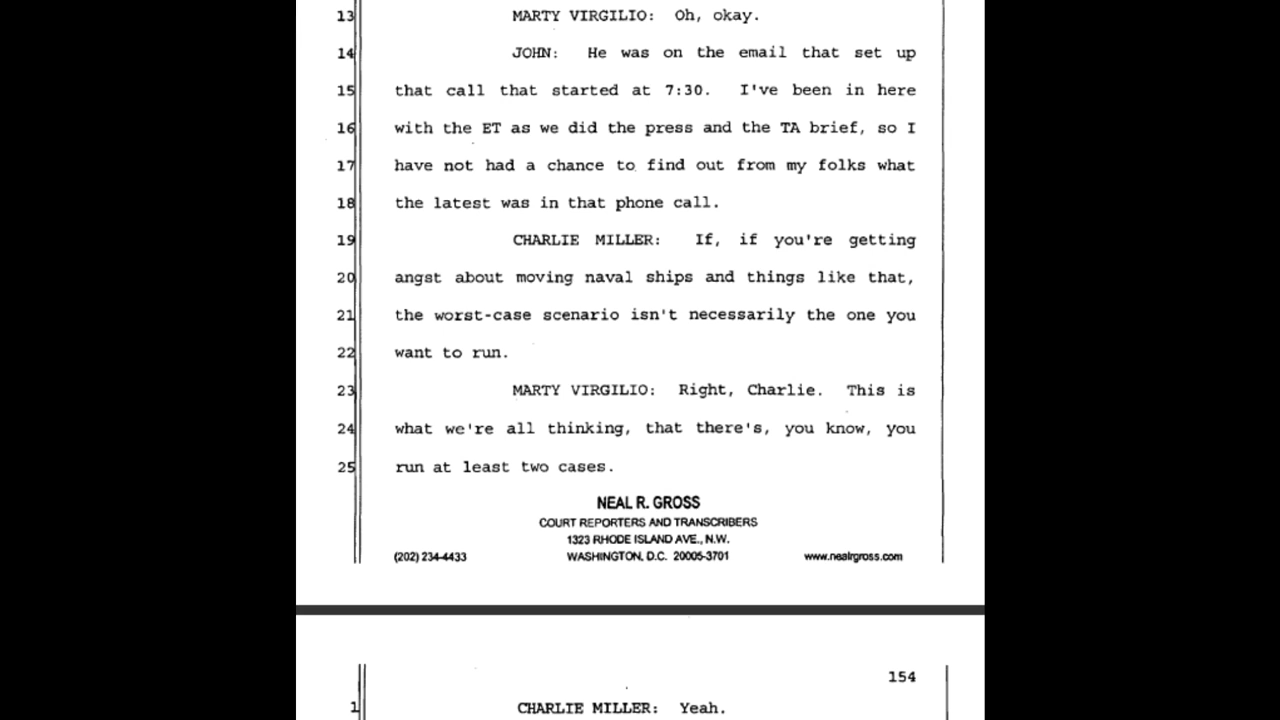 13 MARTY VIRGILIO: Oh, okay.
14 JOHN: He was on the email that set up
15 that call that started at 7:30. I've been in here
16 with the ET as we did the press and the TA brief, so I
17 have not had a chance to find out from my folks what
18 the latest was in that phone call.
19 CHARLIE MILLER: If, if you're getting
20 angst about moving naval ships and things like that,
21 the worst-case scenario isn't necessarily the one you
22 want to run.
23 MARTY VIRGILIO: Right, Charlie. This is
24 what we're all thinking, that there's, you know, you
25 run at least two cases.
NEAL R. GROSS
COURT REPORTERS AND TRANSCRIBERS
1323 RHODE ISLAND AVE., N.W.
(202) 234-4433 WASHINGTON, D.C. 20005-3701 www.nealrgross.com
154
1 CHARLIE MILLER: Yeah.